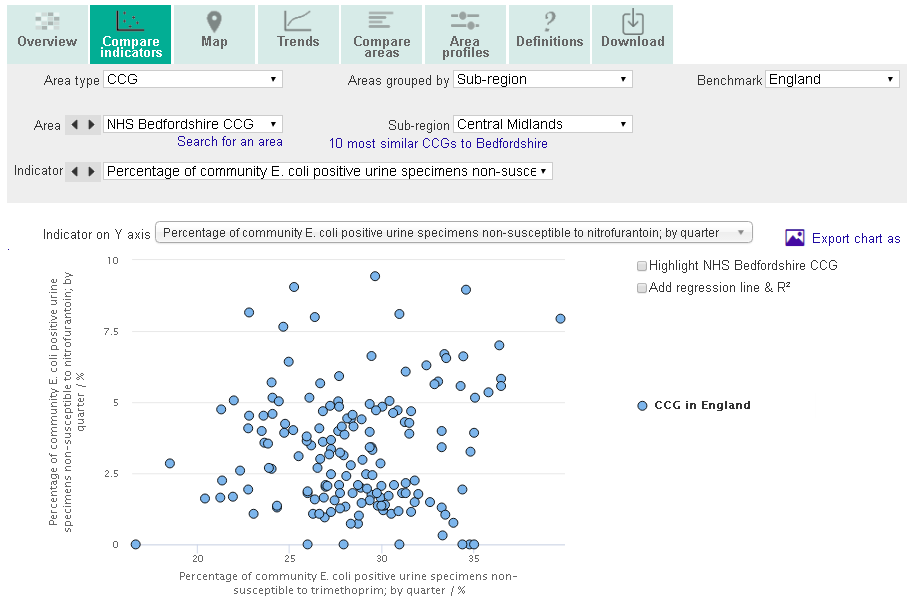 Overview
Compare
indicators
Map
Trends
Compare
areas
Area
profiles
?
Definitions
Download
Area type CCG Areas grouped by Sub-region Benchmark England
Area NHS Bedfordshire CCG Sub-region Central Midlands
Search for an area 10 most similar CCGs to Bedfordshire
Indicator Percentage of community E. coli positive urine specimens non-susce
Indicator on Y axis Percentage of community E. coli positive urine specimens non-susceptible to nitrofurantoin; by quarter
Export chart as
Highlight NHS Bedfordshire CCG
Add regression line & R²
Percentage of community E. coli positive urine
specimens non-susceptible to nitrofurantoin; by
quarter / %
10
7.5
5
2.5
0
CCG in England
20 25 30 35
Percentage of community E. coli positive urine specimens non-
susceptible to trimethoprim; by quarter / %